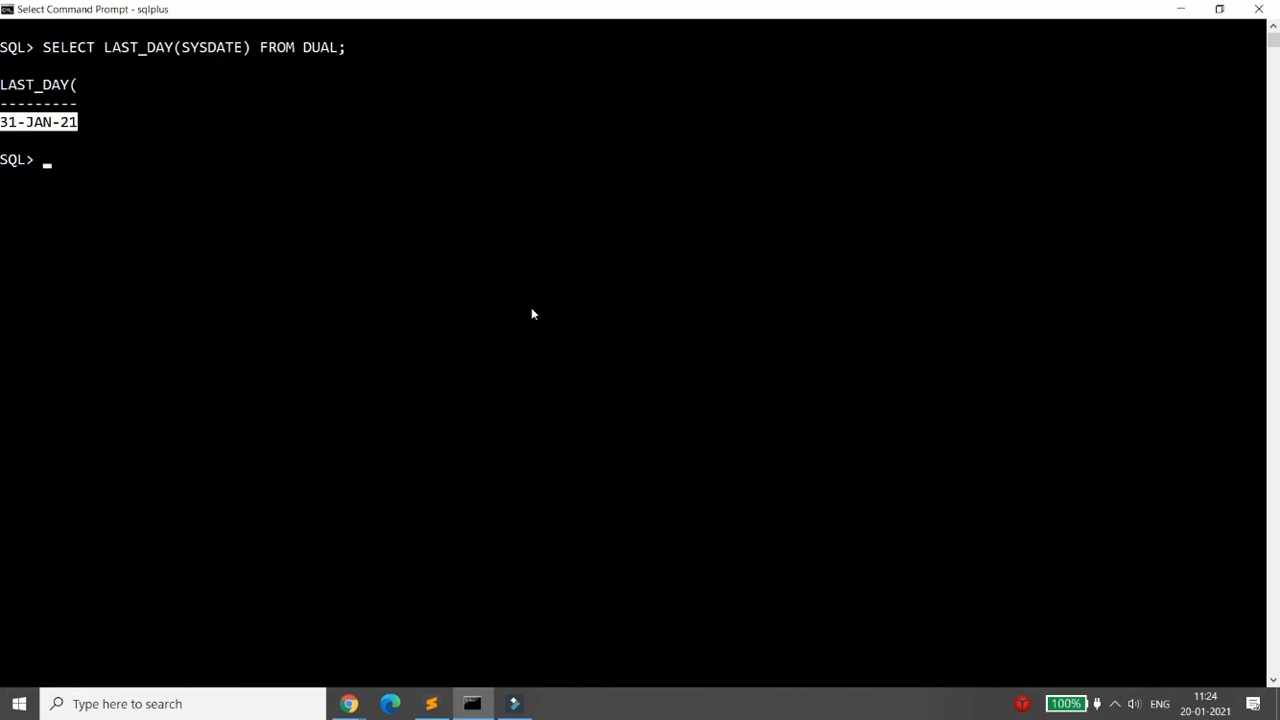 Select Command Prompt - sqlplus
SQL> SELECT LAST_DAY(SYSDATE) FROM DUAL;
LAST_DAY(
---------
31-JAN-21
SQL> _
Type here to search
100%
ENG
11:24
20-01-2021